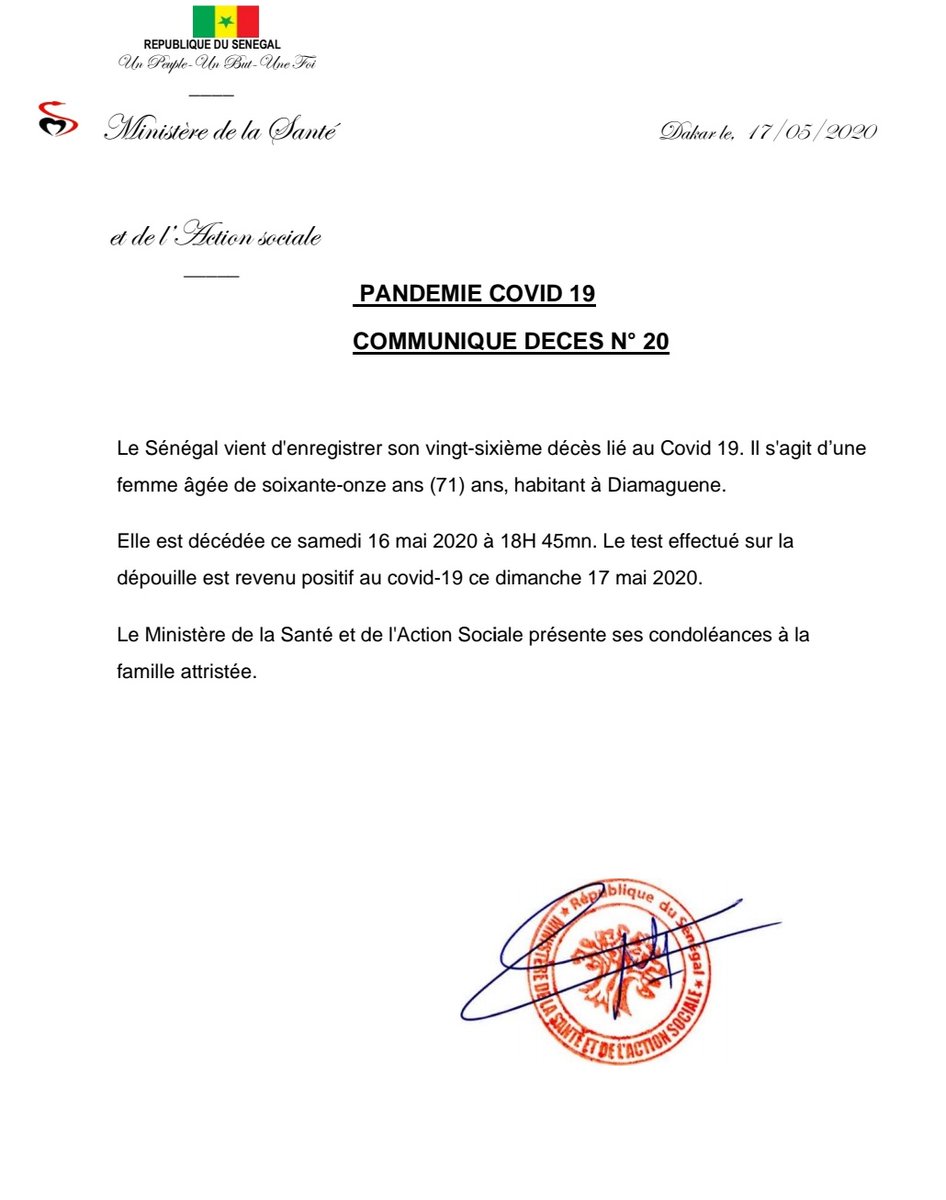 REPUBLIQUE DU SENEGAL
Un Peuple-Un But-Une Foi
Ministère de la Santé
Dakar le, 17/05/2020
et de l'Action sociale
PANDEMIE COVID 19
COMMUNIQUE DECES N° 20
Le Sénégal vient d'enregistrer son vingt-sixième décès lié au Covid 19. Il s'agit d’une
femme âgée de soixante-onze ans (71) ans, habitant à Diamaguene.
Elle est décédée ce samedi 16 mai 2020 à 18H 45mn. Le test effectué sur la
dépouille est revenu positif au covid-19 ce dimanche 17 mai 2020.
Le Ministère de la Santé et de l'Action Sociale présente ses condoléances à la
famille attristée.
République du Sénégal
MINISTÈRE DE LA SANTÉ ET DE L'ACTION SOCIALE